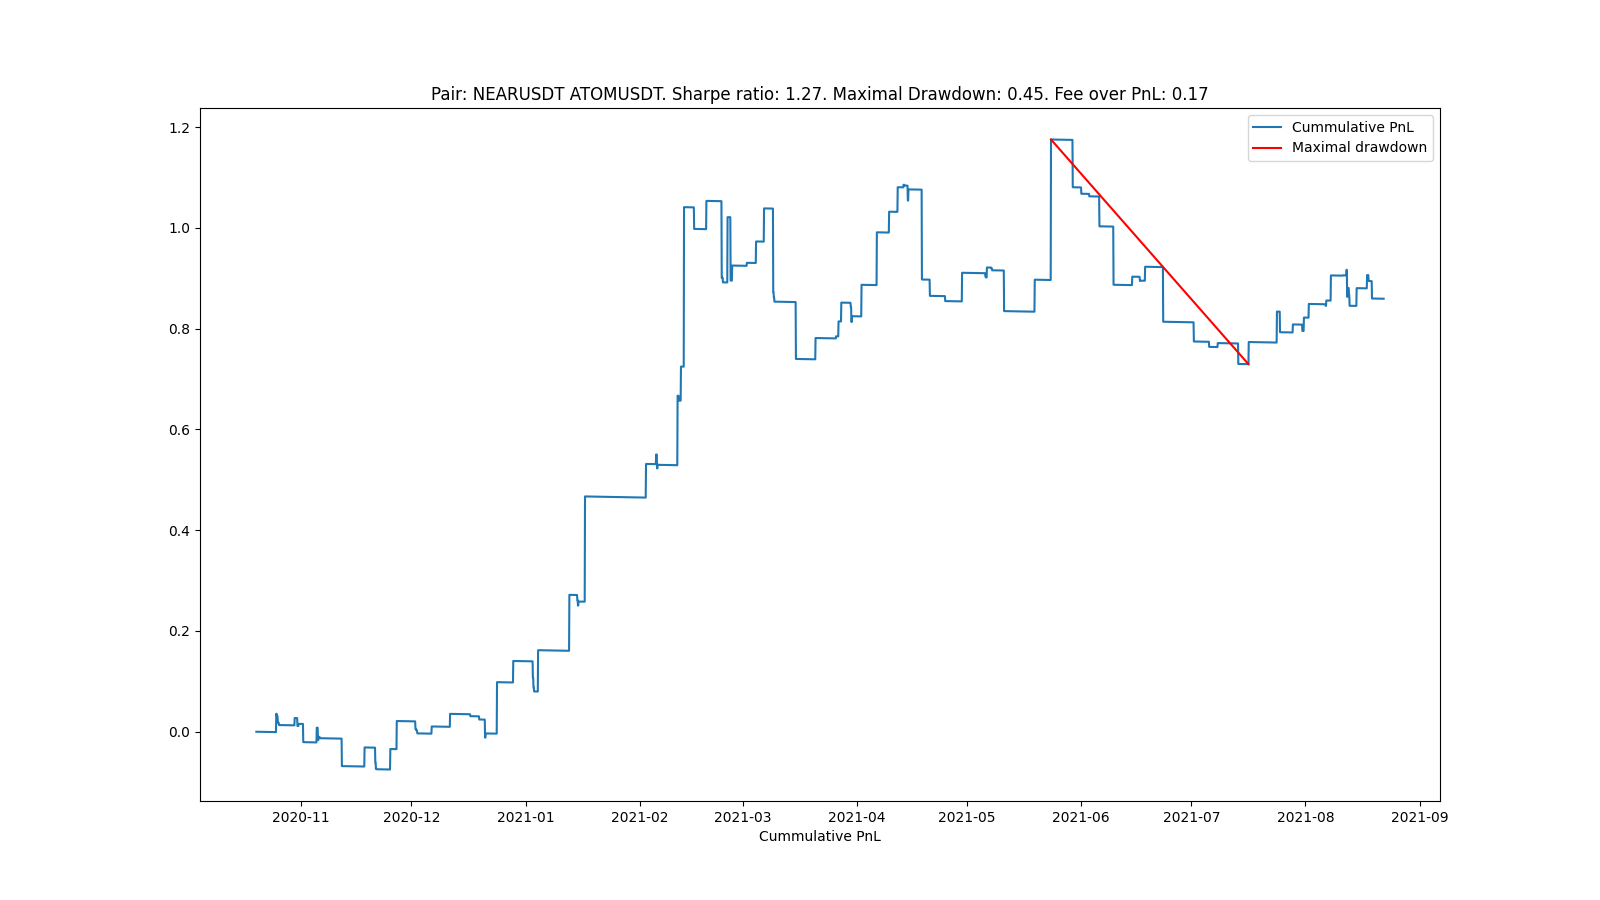 Pair: NEARUSDT ATOMUSDT. Sharpe ratio: 1.27. Maximal Drawdown: 0.45. Fee over PnL: 0.17
Cummulative PnL
Maximal drawdown
1.2
1.0
0.8
0.6
0.4
0.2
0.0
2020-11 2020-12 2021-01 2021-02 2021-03 2021-04 2021-05 2021-06 2021-07 2021-08 2021-09
Cummulative PnL